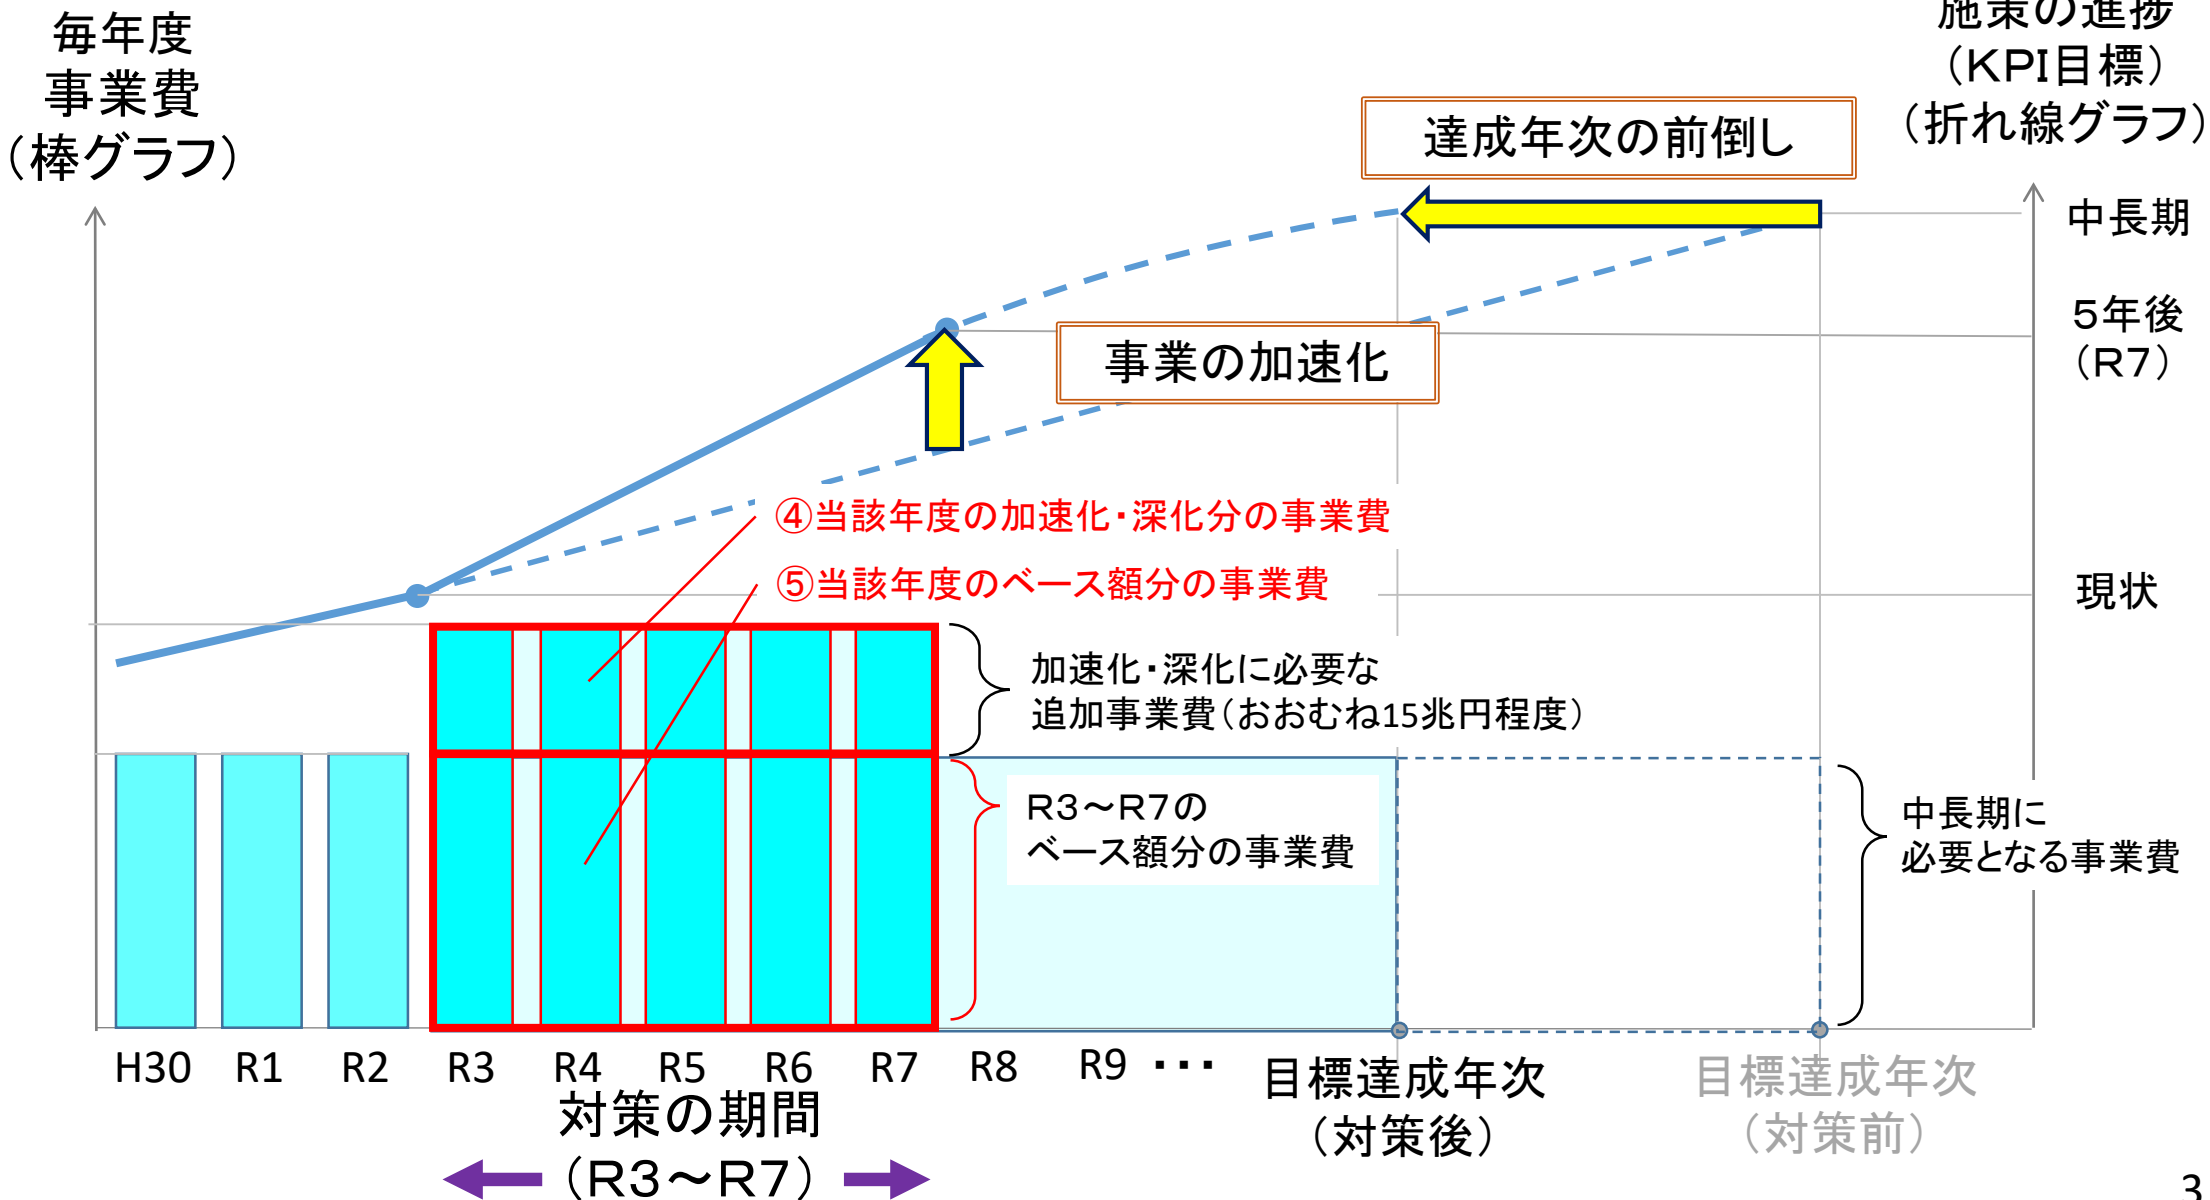 毎年度
事業費
（棒グラフ）
施策の進捗
（ＫＰＩ目標）
（折れ線グラフ）
達成年次の前倒し
中長期
５年後
（Ｒ７）
事業の加速化
④当該年度の加速化・深化分の事業費
⑤当該年度のベース額分の事業費
現状
加速化・深化に必要な
追加事業費（おおむね15兆円程度）
Ｒ３～Ｒ７の
ベース額分の事業費
中長期に
必要となる事業費
H30 R1 R2 R3 R4 R5 R6 R7 R8 R9 ・・・
目標達成年次
（対策後）
目標達成年次
（対策前）
対策の期間
（Ｒ３～Ｒ７）
3